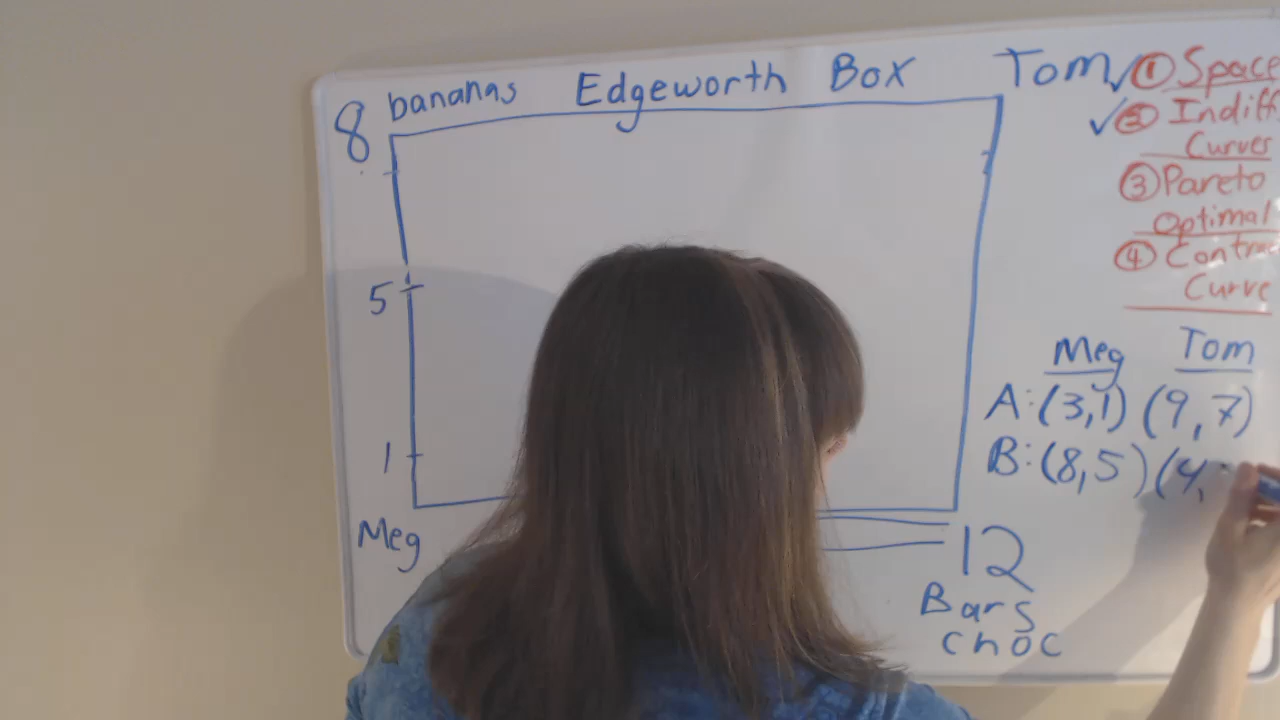 8 bananas Edgeworth Box Tom
✓① Space
✓② Indiff
Curves
③ Pareto
Optimal
④ Contra
Curve
5
1
Meg
12
Bars
choc
Meg Tom
A: (3,1) (9,7)
B: (8,5) (4,